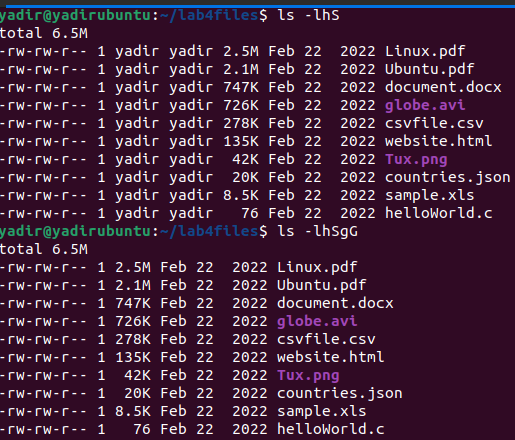 yadir@yadirubuntu:~/lab4files$ ls -lhS
total 6.5M
-rw-rw-r-- 1 yadir yadir 2.5M Feb 22  2022 Linux.pdf
-rw-rw-r-- 1 yadir yadir 2.1M Feb 22  2022 Ubuntu.pdf
-rw-rw-r-- 1 yadir yadir 747K Feb 22  2022 document.docx
-rw-rw-r-- 1 yadir yadir 726K Feb 22  2022 globe.avi
-rw-rw-r-- 1 yadir yadir 278K Feb 22  2022 csvfile.csv
-rw-rw-r-- 1 yadir yadir 135K Feb 22  2022 website.html
-rw-rw-r-- 1 yadir yadir  42K Feb 22  2022 Tux.png
-rw-rw-r-- 1 yadir yadir  20K Feb 22  2022 countries.json
-rw-rw-r-- 1 yadir yadir 8.5K Feb 22  2022 sample.xls
-rw-rw-r-- 1 yadir yadir   76 Feb 22  2022 helloWorld.c
yadir@yadirubuntu:~/lab4files$ ls -lhSgG
total 6.5M
-rw-rw-r-- 1 2.5M Feb 22  2022 Linux.pdf
-rw-rw-r-- 1 2.1M Feb 22  2022 Ubuntu.pdf
-rw-rw-r-- 1 747K Feb 22  2022 document.docx
-rw-rw-r-- 1 726K Feb 22  2022 globe.avi
-rw-rw-r-- 1 278K Feb 22  2022 csvfile.csv
-rw-rw-r-- 1 135K Feb 22  2022 website.html
-rw-rw-r-- 1  42K Feb 22  2022 Tux.png
-rw-rw-r-- 1  20K Feb 22  2022 countries.json
-rw-rw-r-- 1 8.5K Feb 22  2022 sample.xls
-rw-rw-r-- 1   76 Feb 22  2022 helloWorld.c